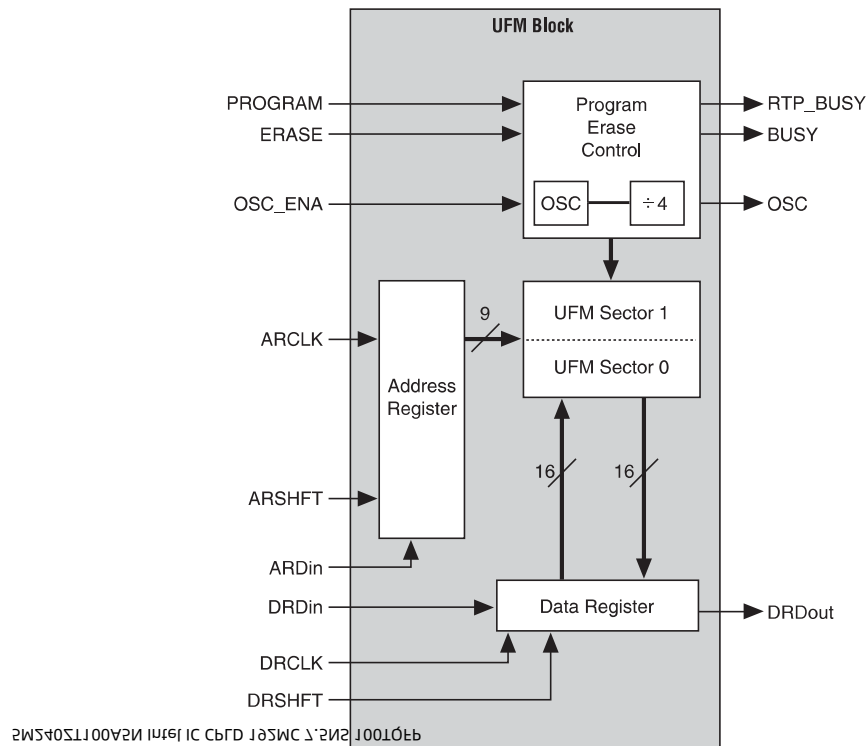 UFM Block
PROGRAM
ERASE
OSC_ENA
Program
Erase
Control
OSC
÷4
RTP_BUSY
BUSY
OSC
ARCLK
ARSHFT
ARDin
Address
Register
9
UFM Sector 1
UFM Sector 0
16
16
DRDin
DRCLK
DRSHFT
Data Register
DRDout
5M240ZT100A5N Intel IC CPLD 192MC 7.5NS 100TQFP